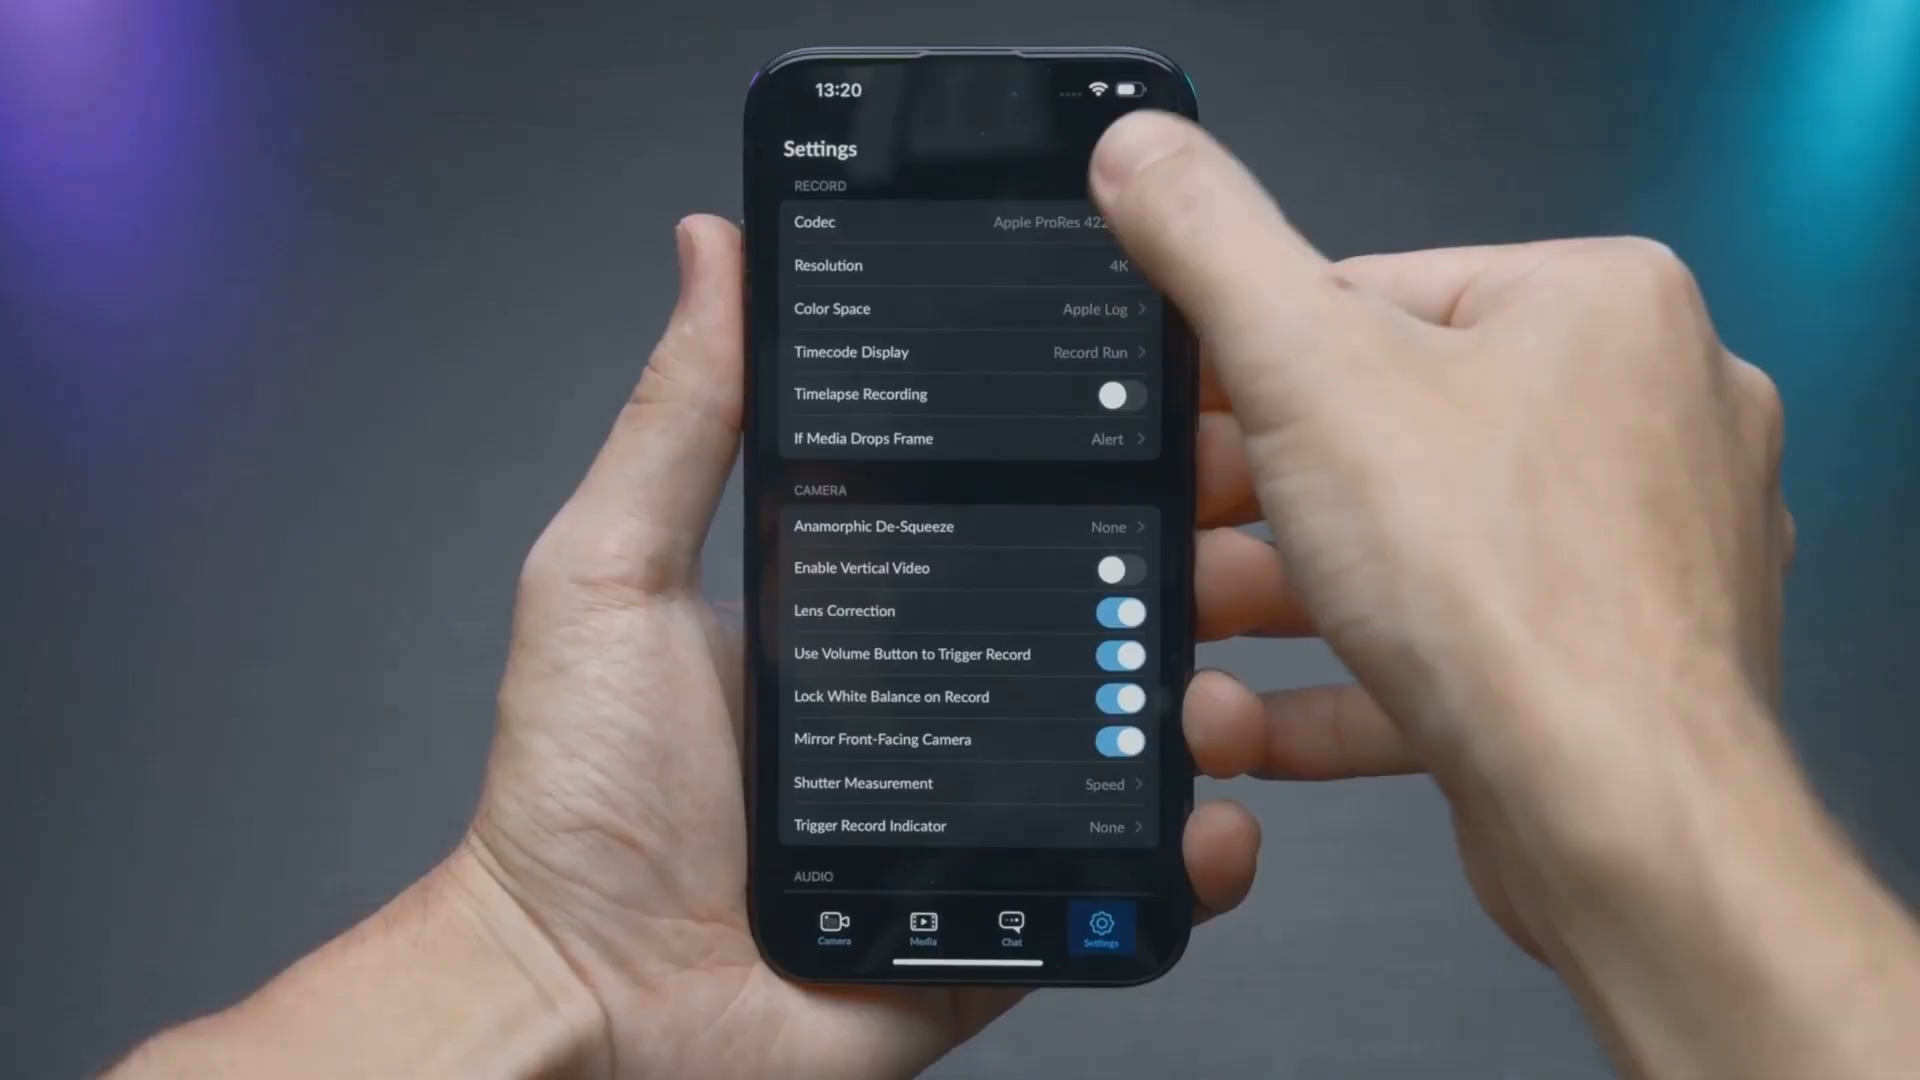 13:20
Settings
RECORD
Codec Apple ProRes 422
Resolution 4K
Color Space Apple Log
Timecode Display Record Run
Timelapse Recording
If Media Drops Frame Alert
CAMERA
Anamorphic De-Squeeze None
Enable Vertical Video
Lens Correction
Use Volume Button to Trigger Record
Lock White Balance on Record
Mirror Front-Facing Camera
Shutter Measurement Speed
Trigger Record Indicator None
AUDIO
Camera Media Chat Settings